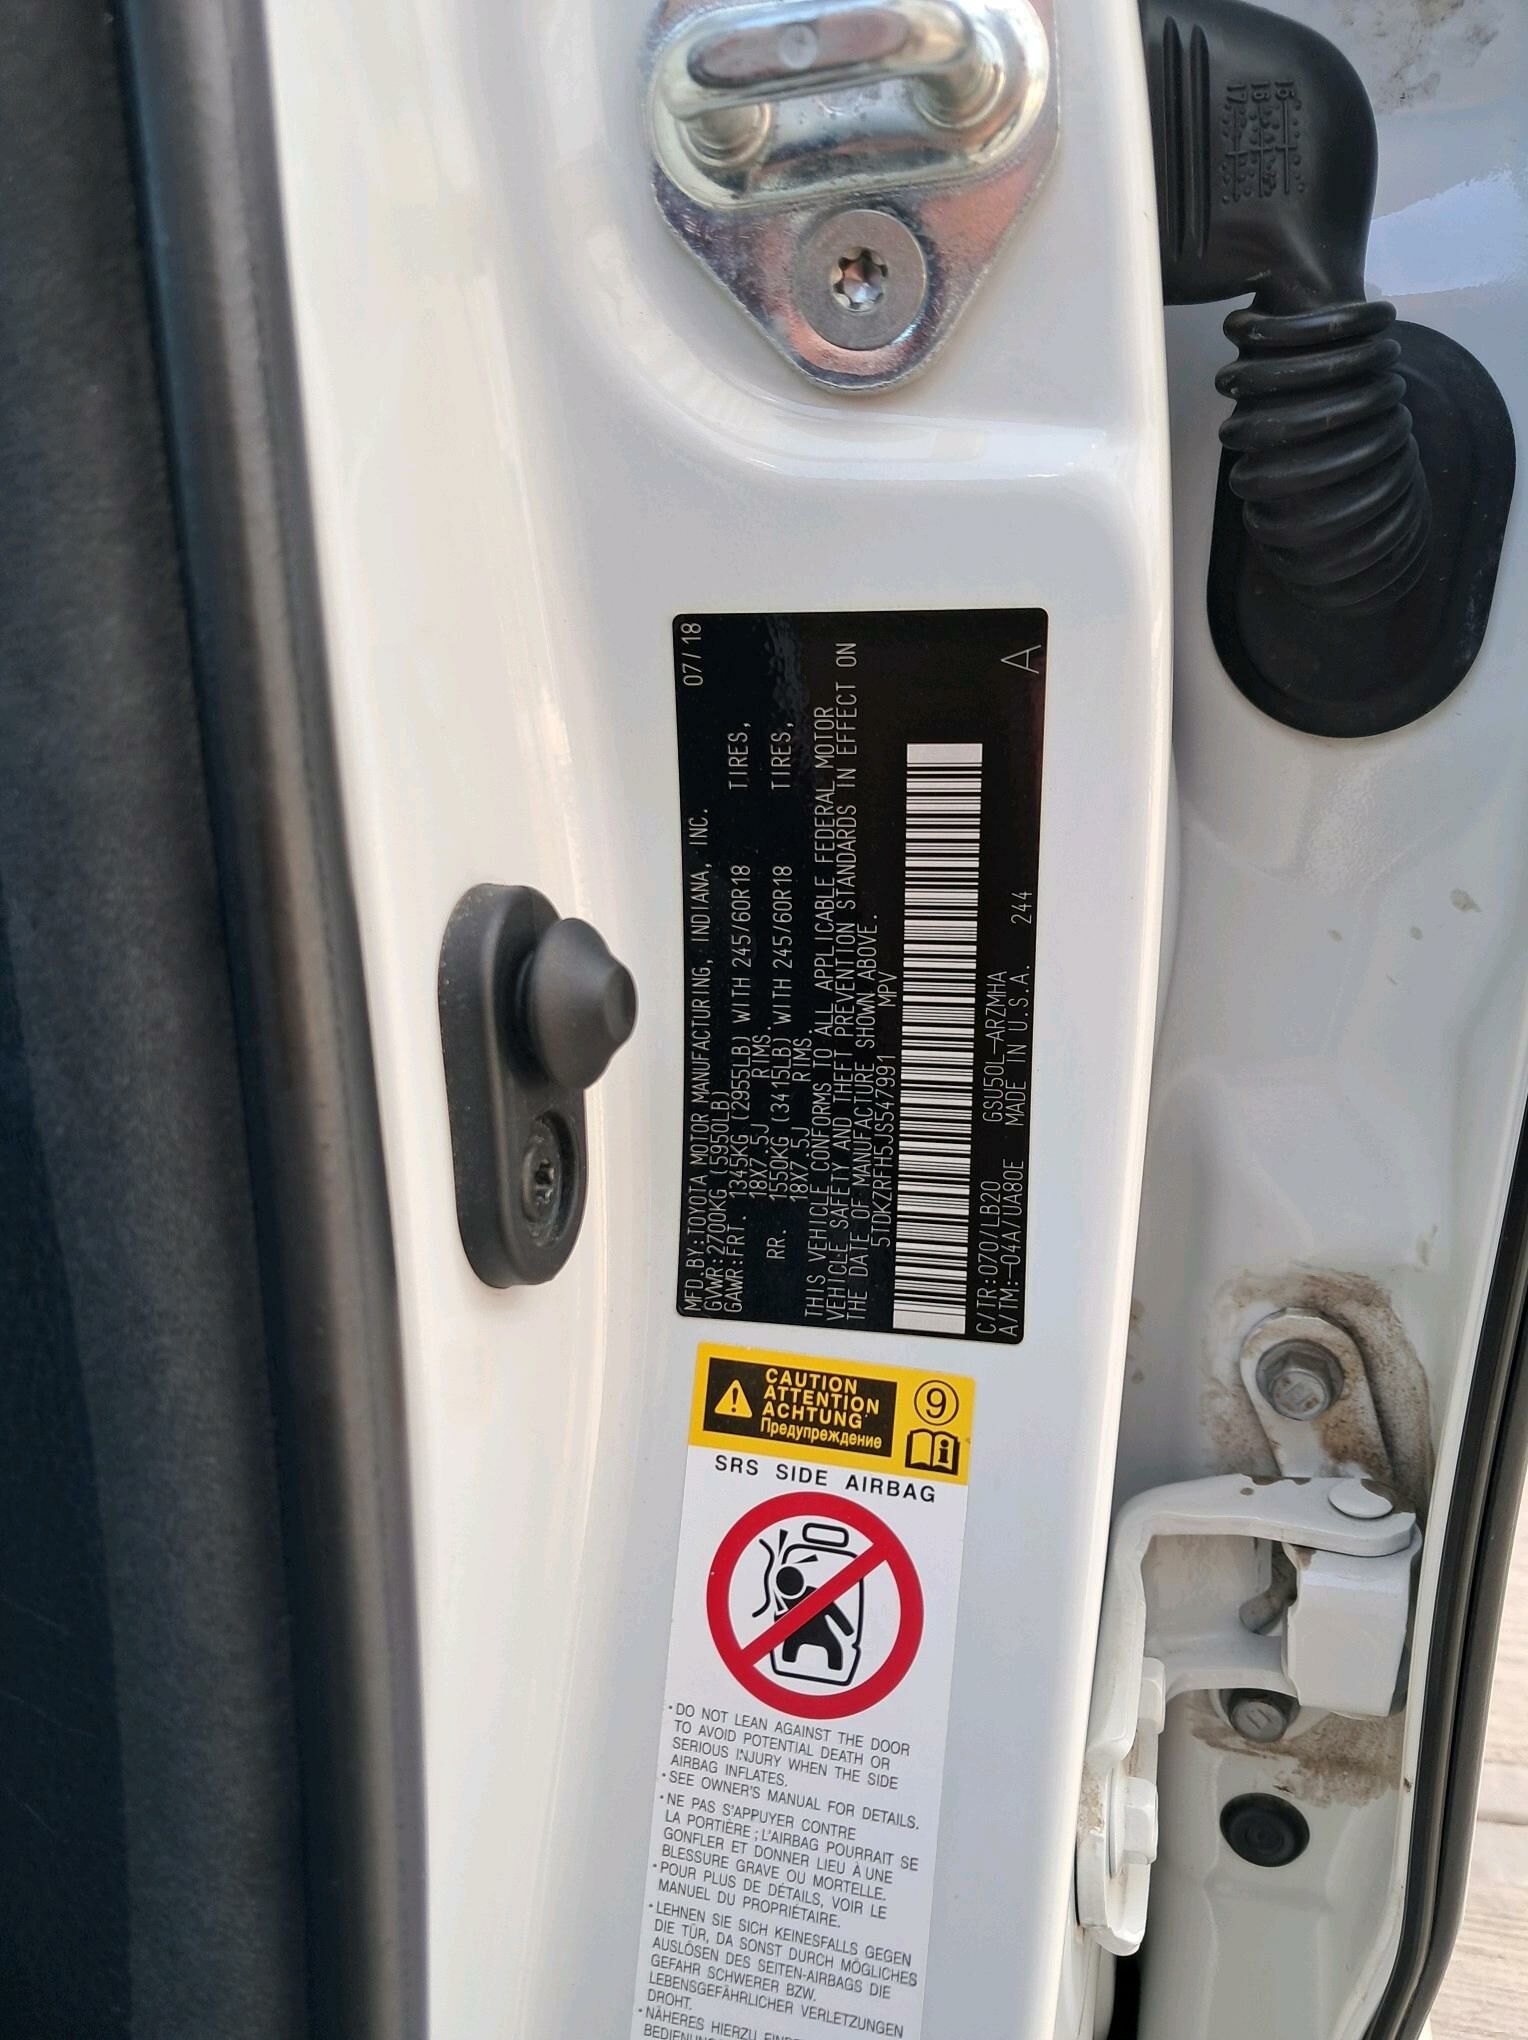 07/18
MFD.BY:TOYOTA MOTOR MANUFACTURING, INDIANA, INC.
GVWR:2700KG (5950LB)
GAWR:FRT. 1345KG (2955LB) WITH 245/60R18 TIRES,
18X7.5J RIMS.
RR. 1550KG (3415LB) WITH 245/60R18 TIRES,
18X7.5J RIMS.
THIS VEHICLE CONFORMS TO ALL APPLICABLE FEDERAL MOTOR
VEHICLE SAFETY AND THEFT PREVENTION STANDARDS IN EFFECT ON
THE DATE OF MANUFACTURE SHOWN ABOVE.
5TDKZRFH5JS547991 MPV
C/TR:070/LB20 GSU50L-ARZMHA
A/TM:-04A/UA80E MADE IN U.S.A. 244 A
CAUTION
ATTENTION
ACHTUNG
Предупреждение
9
SRS SIDE AIRBAG
・DO NOT LEAN AGAINST THE DOOR
TO AVOID POTENTIAL DEATH OR
SERIOUS INJURY WHEN THE SIDE
AIRBAG INFLATES.
・SEE OWNER'S MANUAL FOR DETAILS.
・NE PAS S'APPUYER CONTRE
LA PORTIÈRE ; L'AIRBAG POURRAIT SE
GONFLER ET DONNER LIEU À UNE
BLESSURE GRAVE OU MORTELLE.
・POUR PLUS DE DÉTAILS, VOIR LE
MANUEL DU PROPRIÉTAIRE.
・LEHNEN SIE SICH KEINESFALLS GEGEN
DIE TÜR, DA SONST DURCH MÖGLICHES
AUSLÖSEN DES SEITEN-AIRBAGS DIE
GEFAHR SCHWERER BZW.
LEBENSGEFÄHRLICHER VERLETZUNGEN
DROHT.
・NÄHERES HIERZU
15
16
17